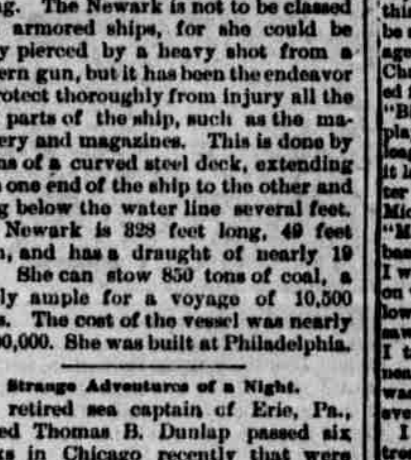 ng. The Newark is not to be classed
armored ships, for she could be
y pierced by a heavy shot from a
ern gun, but it has been the endeavor
rotect thoroughly from injury all the
parts of the ship, such as the ma-
ery and magazines. This is done by
ns of a curved steel deck, extending
one end of the ship to the other and
g below the water line several feet.
Newark is 328 feet long, 49 feet
, and has a draught of nearly 19
She can stow 850 tons of coal, a
ly ample for a voyage of 10,500
s. The cost of the vessel was nearly
00,000. She was built at Philadelphia.
Strange Adventures of a Night.
retired sea captain of Erie, Pa.,
ed Thomas B. Dunlap passed six
ks in Chicago recently that were